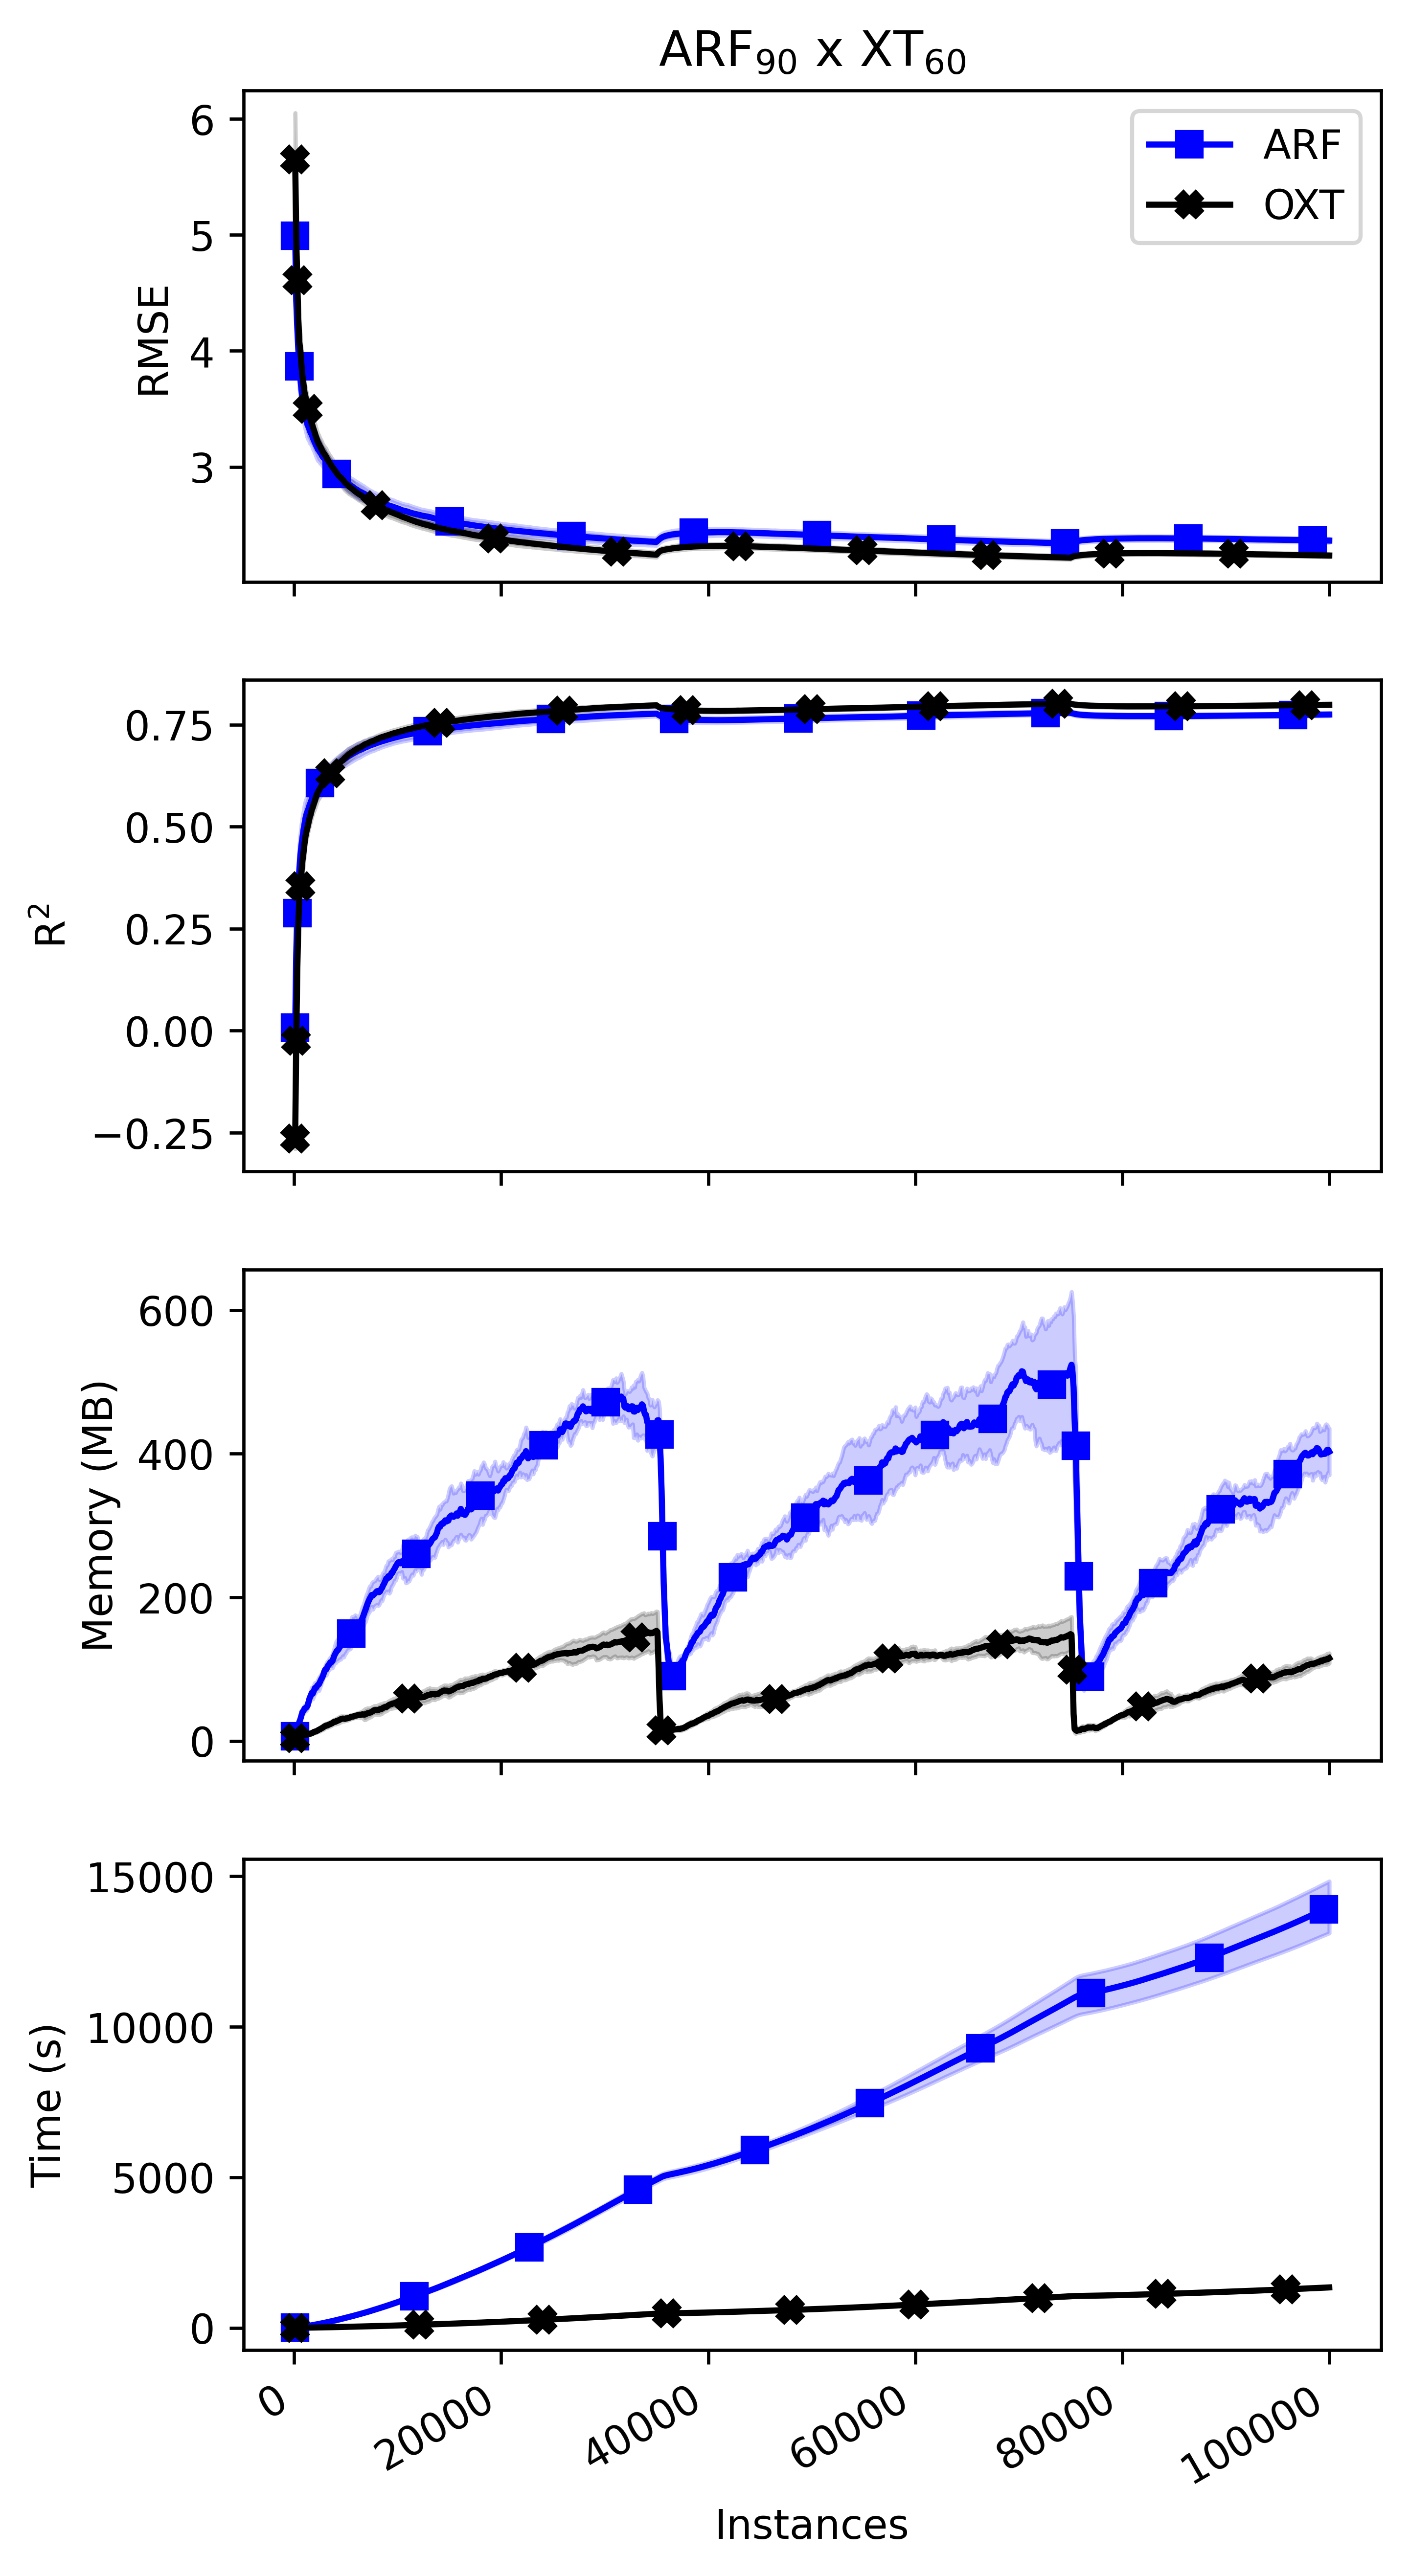 ARF₉₀ x XT₆₀
6
5
4
3
RMSE
ARF
OXT
0.75
0.50
0.25
0.00
−0.25
R²
600
400
200
0
Memory (MB)
15000
10000
5000
0
Time (s)
0
20000
40000
60000
80000
100000
Instances